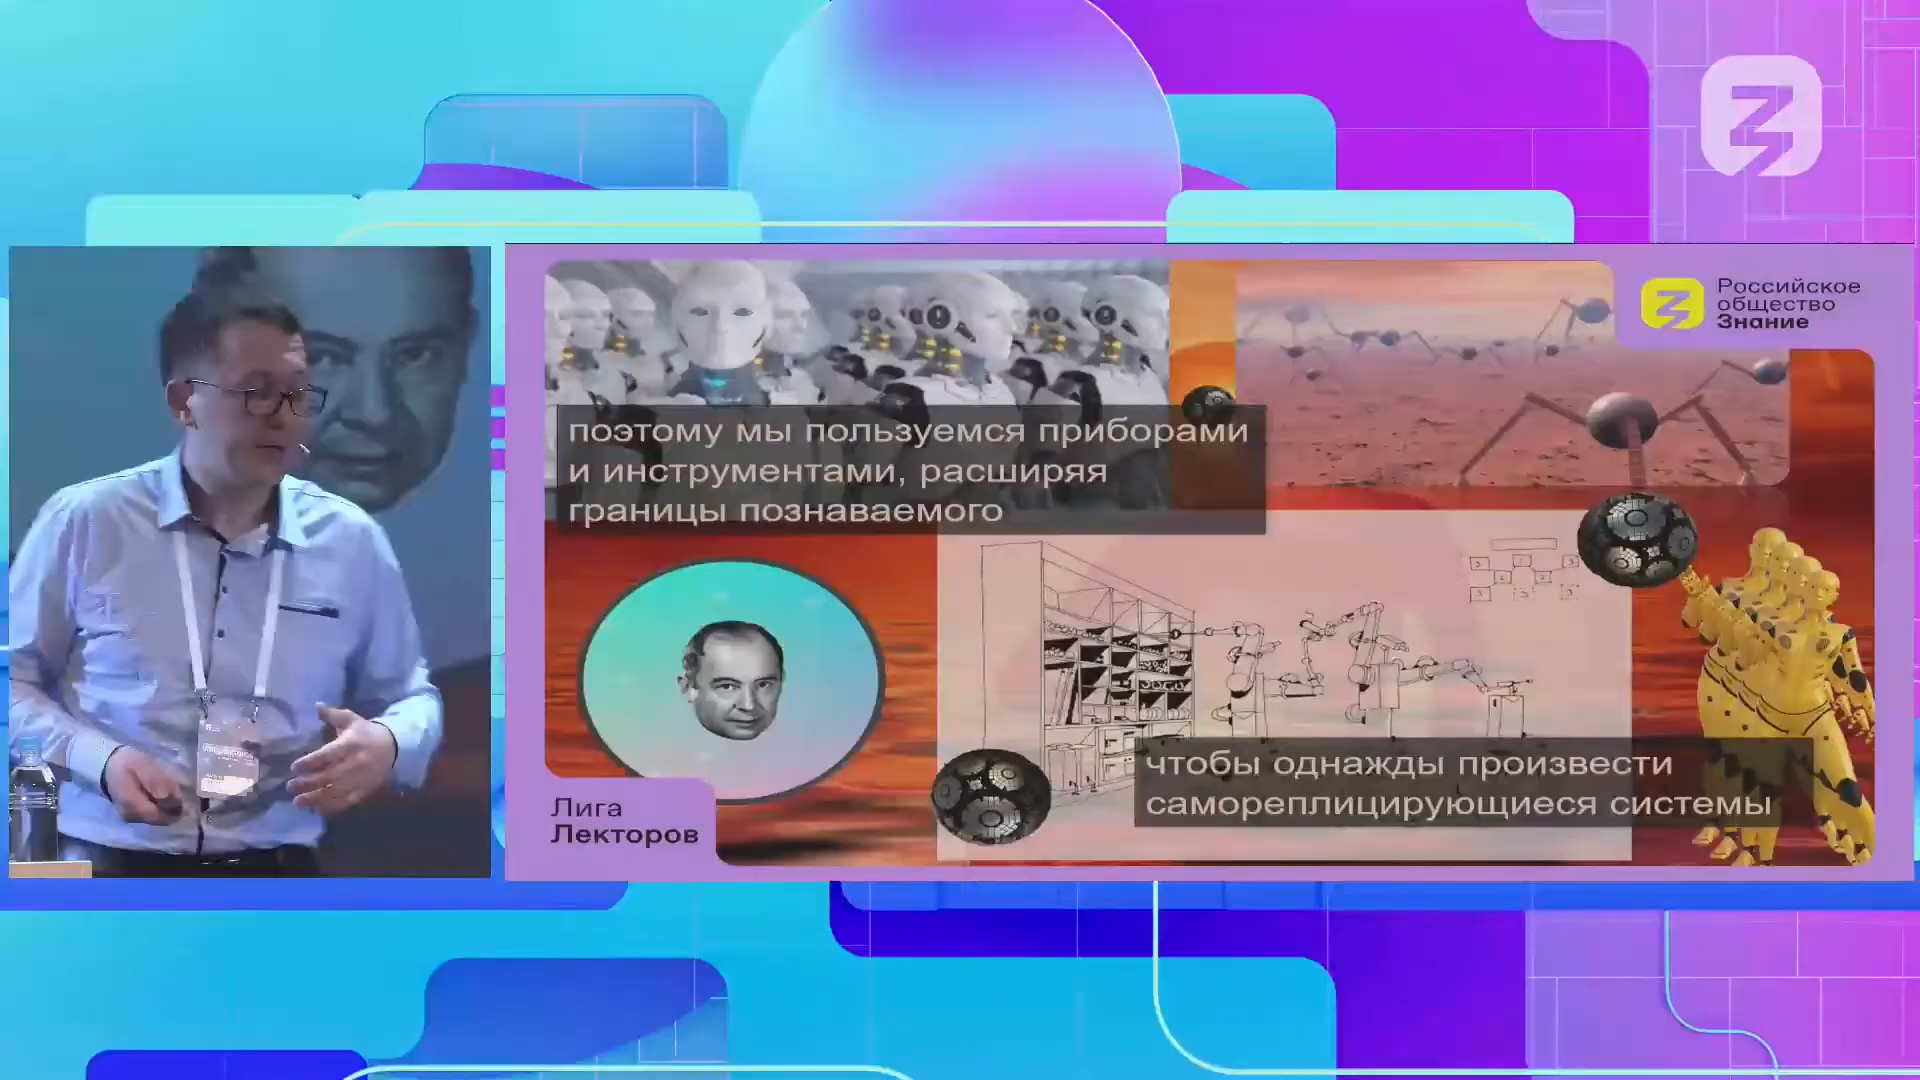 Российское
общество
Знание
поэтому мы пользуемся приборами
и инструментами, расширяя
границы познаваемого
чтобы однажды произвести
самореплицирующиеся системы
Лига
Лекторов